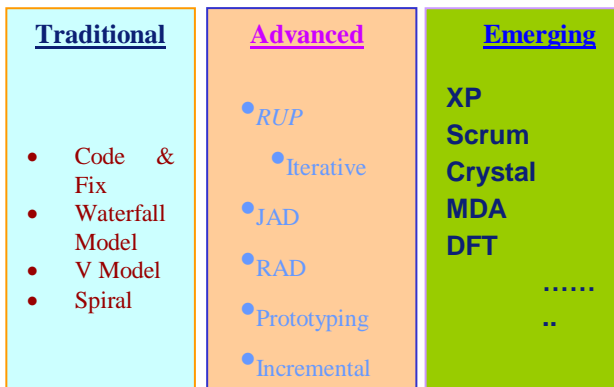 Traditional
• Code & 
Fix
• Waterfall
Model
• V Model
• Spiral
Advanced
•RUP
•Iterative
•JAD
•RAD
•Prototyping
•Incremental
Emerging
XP
Scrum
Crystal
MDA
DFT
……
..